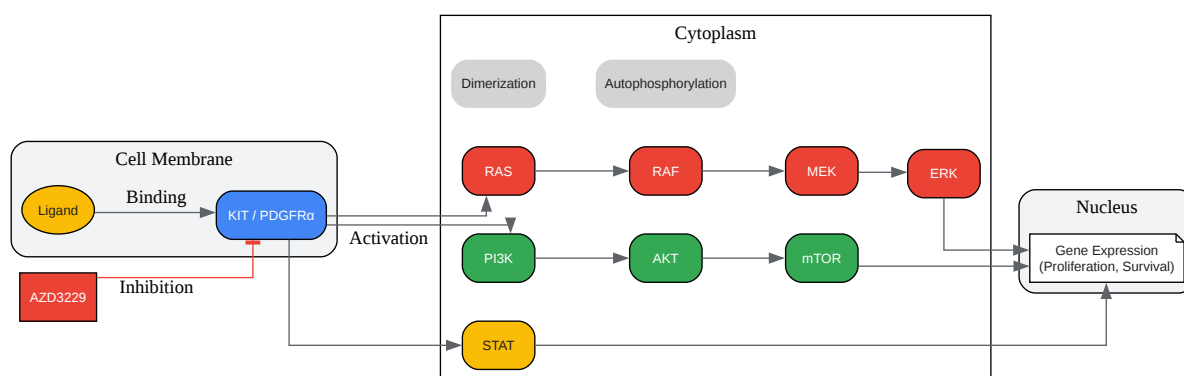 Cytoplasm
Dimerization
Autophosphorylation
Cell Membrane
Ligand
Binding
KIT / PDGFRα
Activation
AZD3229
Inhibition
RAS
RAF
MEK
ERK
PI3K
AKT
mTOR
STAT
Nucleus
Gene Expression
(Proliferation, Survival)